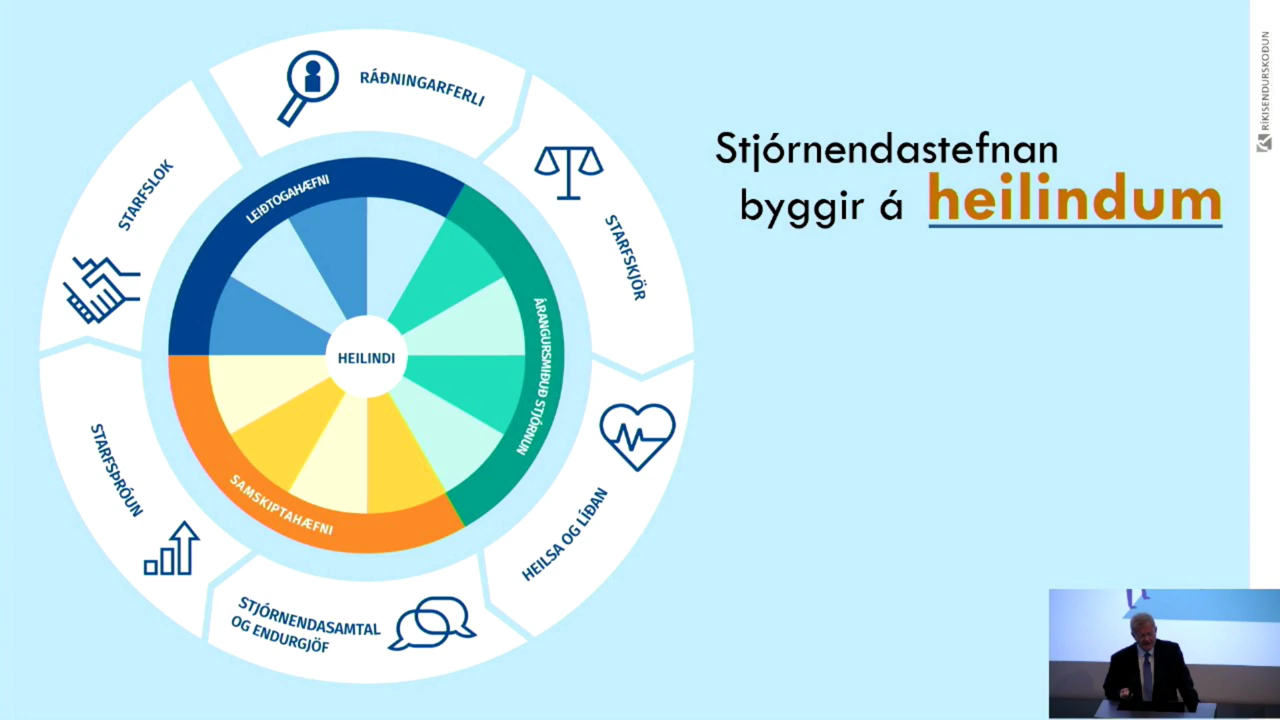 RÁÐNINGARFERLI
STARFSKJÖR
HEILSA OG LÍÐAN
STJÓRNENDASAMTAL
OG ENDURGJÖF
STARFSÞRÓUN
STARFSLOK
LEIÐTOGAHÆFNI
ÁRANGURSMIÐUÐ STJÓRNUN
SAMSKIPTAHÆFNI
HEILINDI
Stjórnendastefnan
byggir á heilindum
RÍKISENDURSKOÐUN